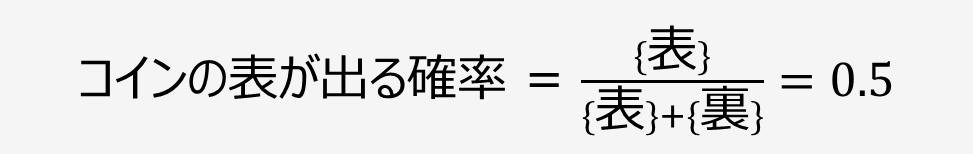 コインの表が出る確率 = {表}/{表}+{裏} = 0.5